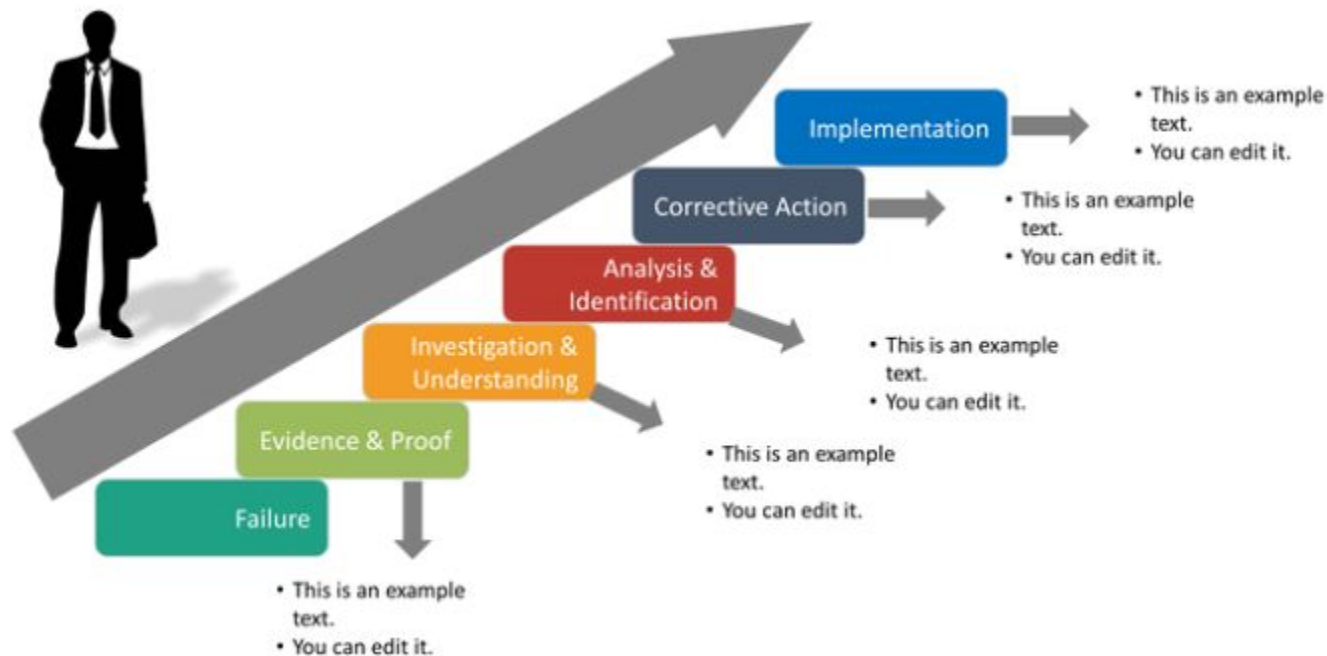 Implementation
• This is an example
text.
• You can edit it.
Corrective Action
• This is an example
text.
• You can edit it.
Analysis &
Identification
• This is an example
text.
• You can edit it.
Investigation &
Understanding
• This is an example
text.
• You can edit it.
Evidence & Proof
• This is an example
text.
• You can edit it.
Failure